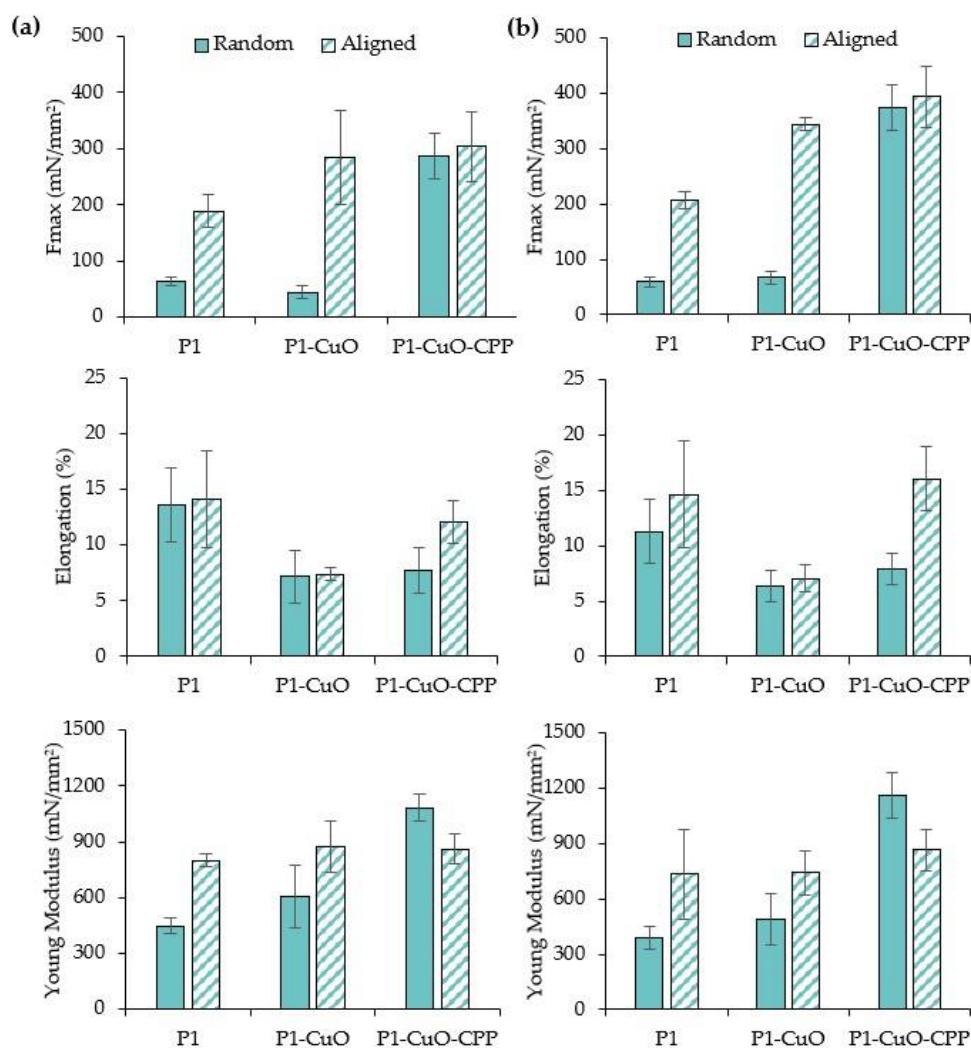 (a)
Random Aligned
Fmax (mN/mm²)
500
400
300
200
100
0
P1 P1-CuO P1-CuO-CPP
(b)
Random Aligned
Fmax (mN/mm²)
500
400
300
200
100
0
P1 P1-CuO P1-CuO-CPP
Elongation (%)
25
20
15
10
5
0
P1 P1-CuO P1-CuO-CPP
Elongation (%)
25
20
15
10
5
0
P1 P1-CuO P1-CuO-CPP
Young Modulus (mN/mm²)
1500
1200
900
600
300
0
P1 P1-CuO P1-CuO-CPP
Young Modulus (mN/mm²)
1500
1200
900
600
300
0
P1 P1-CuO P1-CuO-CPP